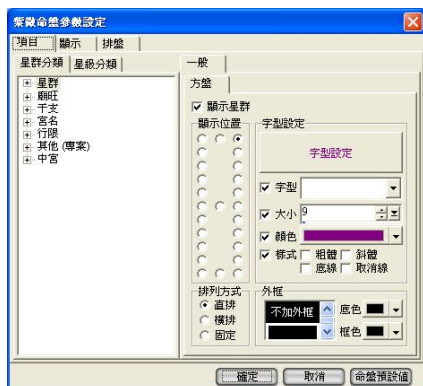 紫微命盤參數設定
項目 顯示 排盤
星群分類 星級分類
星群
廟旺
干支
宮名
行限
其他 (專案)
中宮
一般
方盤
顯示星群
顯示位置
字型設定
字型設定
字型
大小 9
顏色
樣式 粗體 斜體
底線 取消線
排列方式
直排
橫排
固定
外框
不加外框 底色
框色
確定 取消 命盤預設値